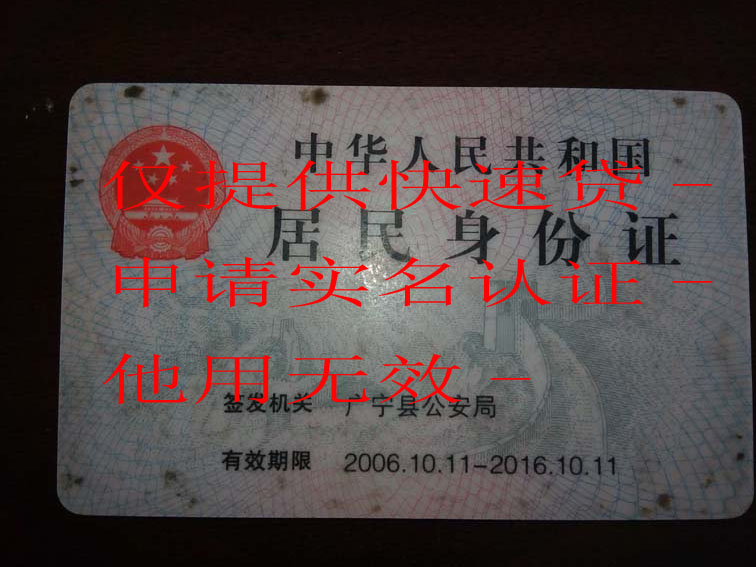 中华人民共和国
仅提供快速贷-
居民身份证
申请实名认证-
他用无效-
签发机关 广宁县公安局
有效期限 2006.10.11-2016.10.11